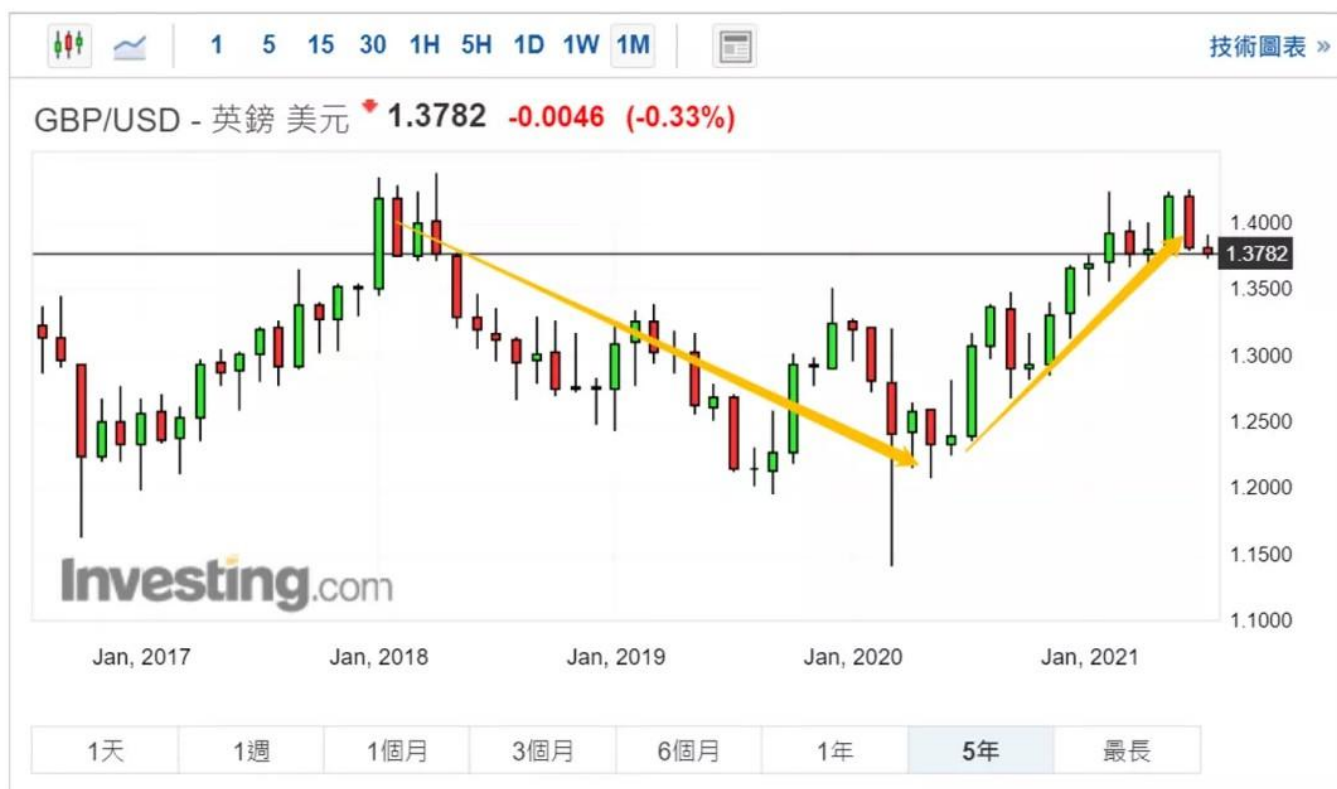 1 5 15 30 1H 5H 1D 1W 1M 技術圖表 »
GBP/USD - 英鎊 美元 1.3782 -0.0046 (-0.33%)
1.4000
1.3782
1.3500
1.3000
1.2500
1.2000
1.1500
1.1000
Investing.com
Jan, 2017 Jan, 2018 Jan, 2019 Jan, 2020 Jan, 2021
1天 1週 1個月 3個月 6個月 1年 5年 最長